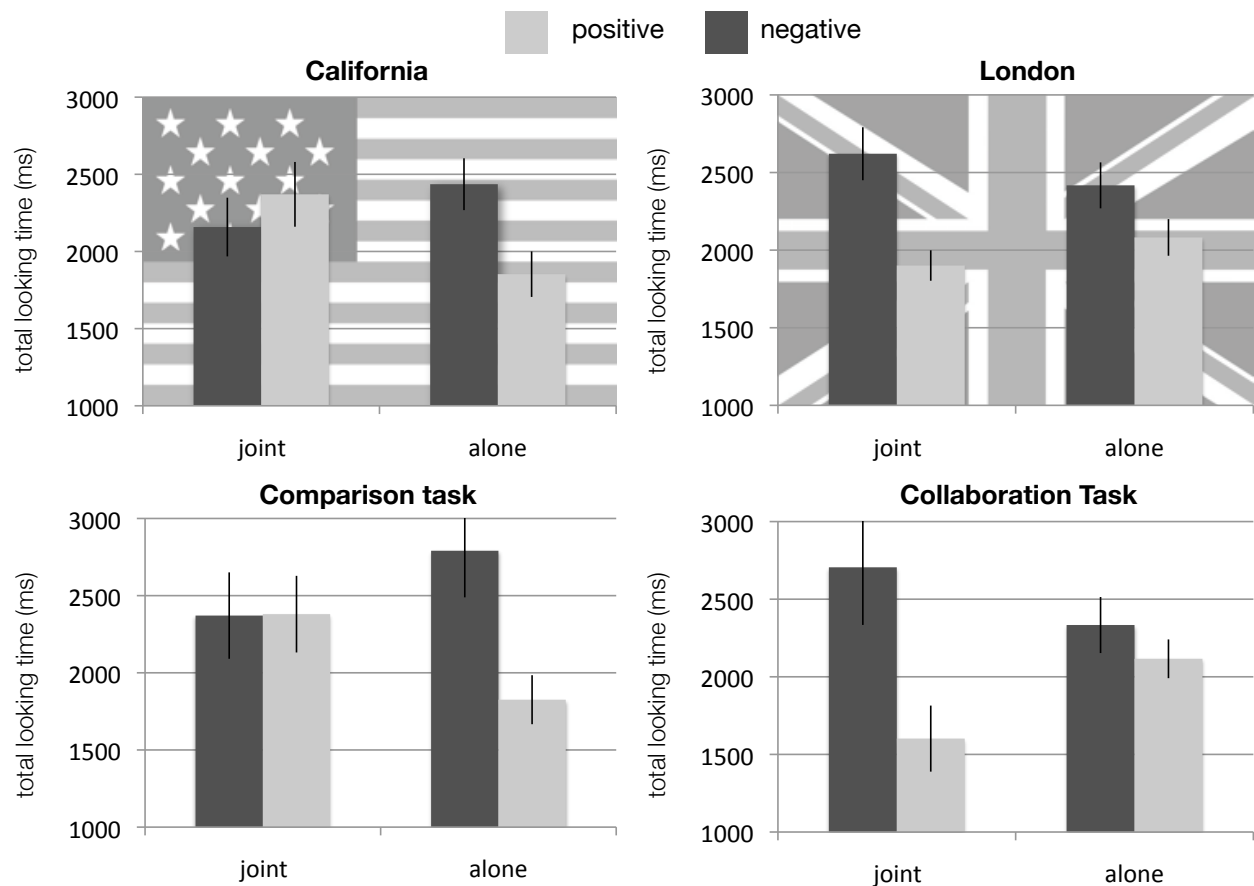 positive negative
California
total looking time (ms)
3000
2500
2000
1500
1000
joint alone
London
total looking time (ms)
3000
2500
2000
1500
1000
joint alone
Comparison task
total looking time (ms)
3000
2500
2000
1500
1000
joint alone
Collaboration Task
total looking time (ms)
3000
2500
2000
1500
1000
joint alone